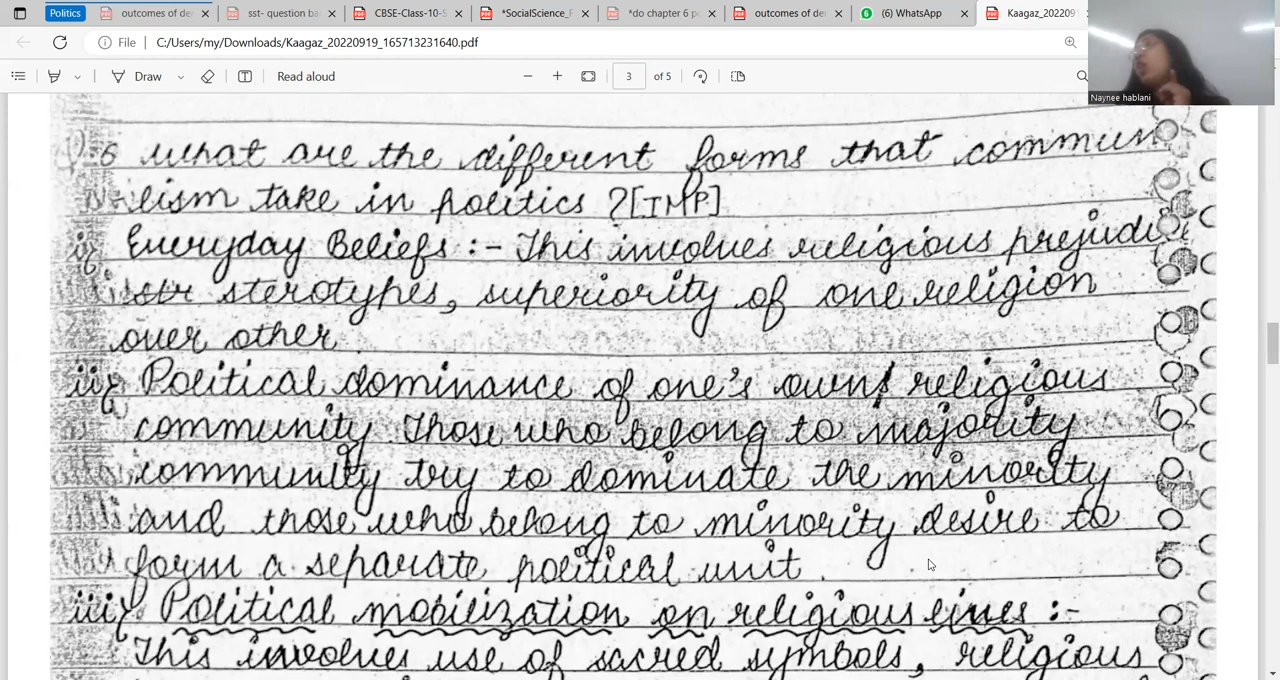 Politics
outcomes of de
sst- question ba
CBSE-Class-10-S
*SocialScience_F
*do chapter 6 p
outcomes of de
6
(6) WhatsApp
Kaagaz_2022091
File
C:/Users/my/Downloads/Kaagaz_20220919_165713231640.pdf
Draw
Read aloud
3
of 5
Naynee hablani
6 what are the different forms that commun
lism take in politics ? [IMP]
i) Everyday Beliefs :- This involves religious prejudi
sterotypes, superiority of one religion
over other
ii) Political dominance of one's own religious
community. Those who belong to majority
community try to dominate the minority
and those who belong to minority desire to
form a separate political unit .
iii) Political mobilization on religious lines :-
This involves use of sacred symbols, religious